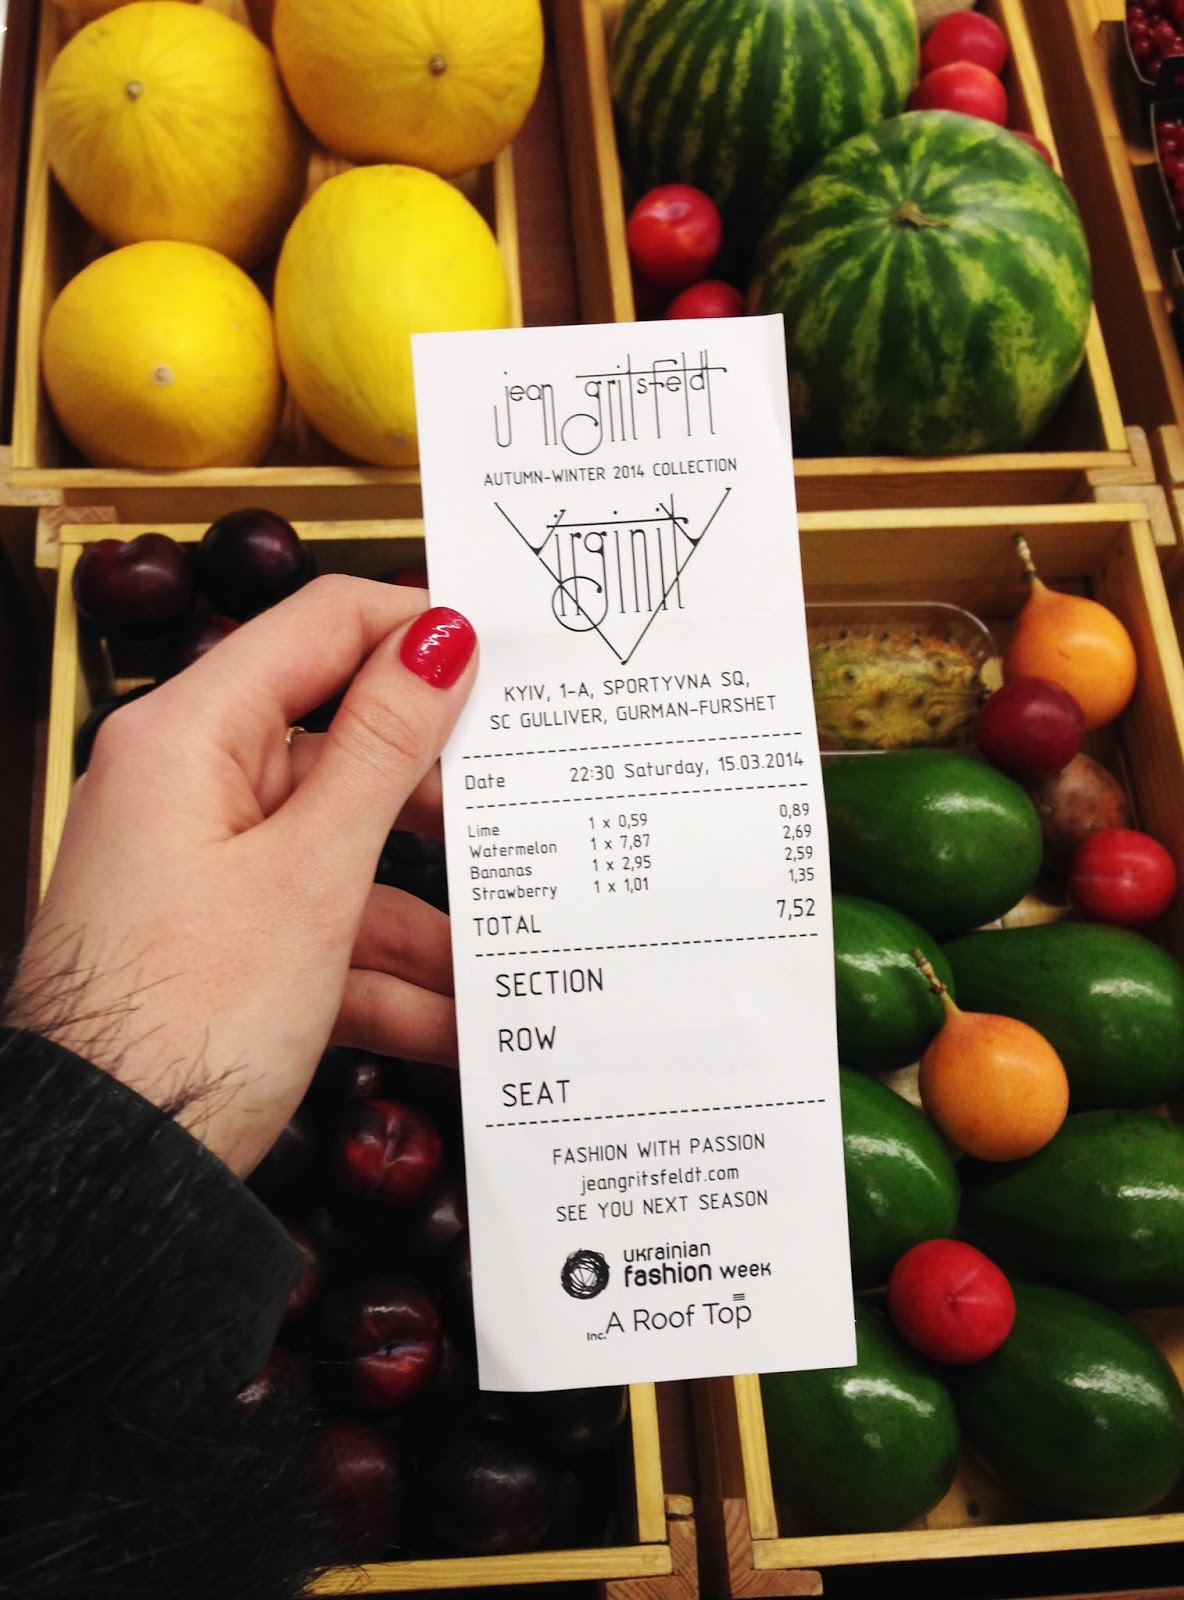 jean gritsfeldt
AUTUMN-WINTER 2014 COLLECTION
Virginit
KYIV, 1-A, SPORTYVNA SQ,
SC GULLIVER, GURMAN-FURSHET
Date 22:30 Saturday, 15.03.2014
Lime 1 x 0,59 0,89
Watermelon 1 x 7,87 2,69
Bananas 1 x 2,95 2,59
Strawberry 1 x 1,01 1,35
TOTAL 7,52
SECTION
ROW
SEAT
FASHION WITH PASSION
jeangritsfeldt.com
SEE YOU NEXT SEASON
ukrainian
fashion week
Inc. A Roof Top